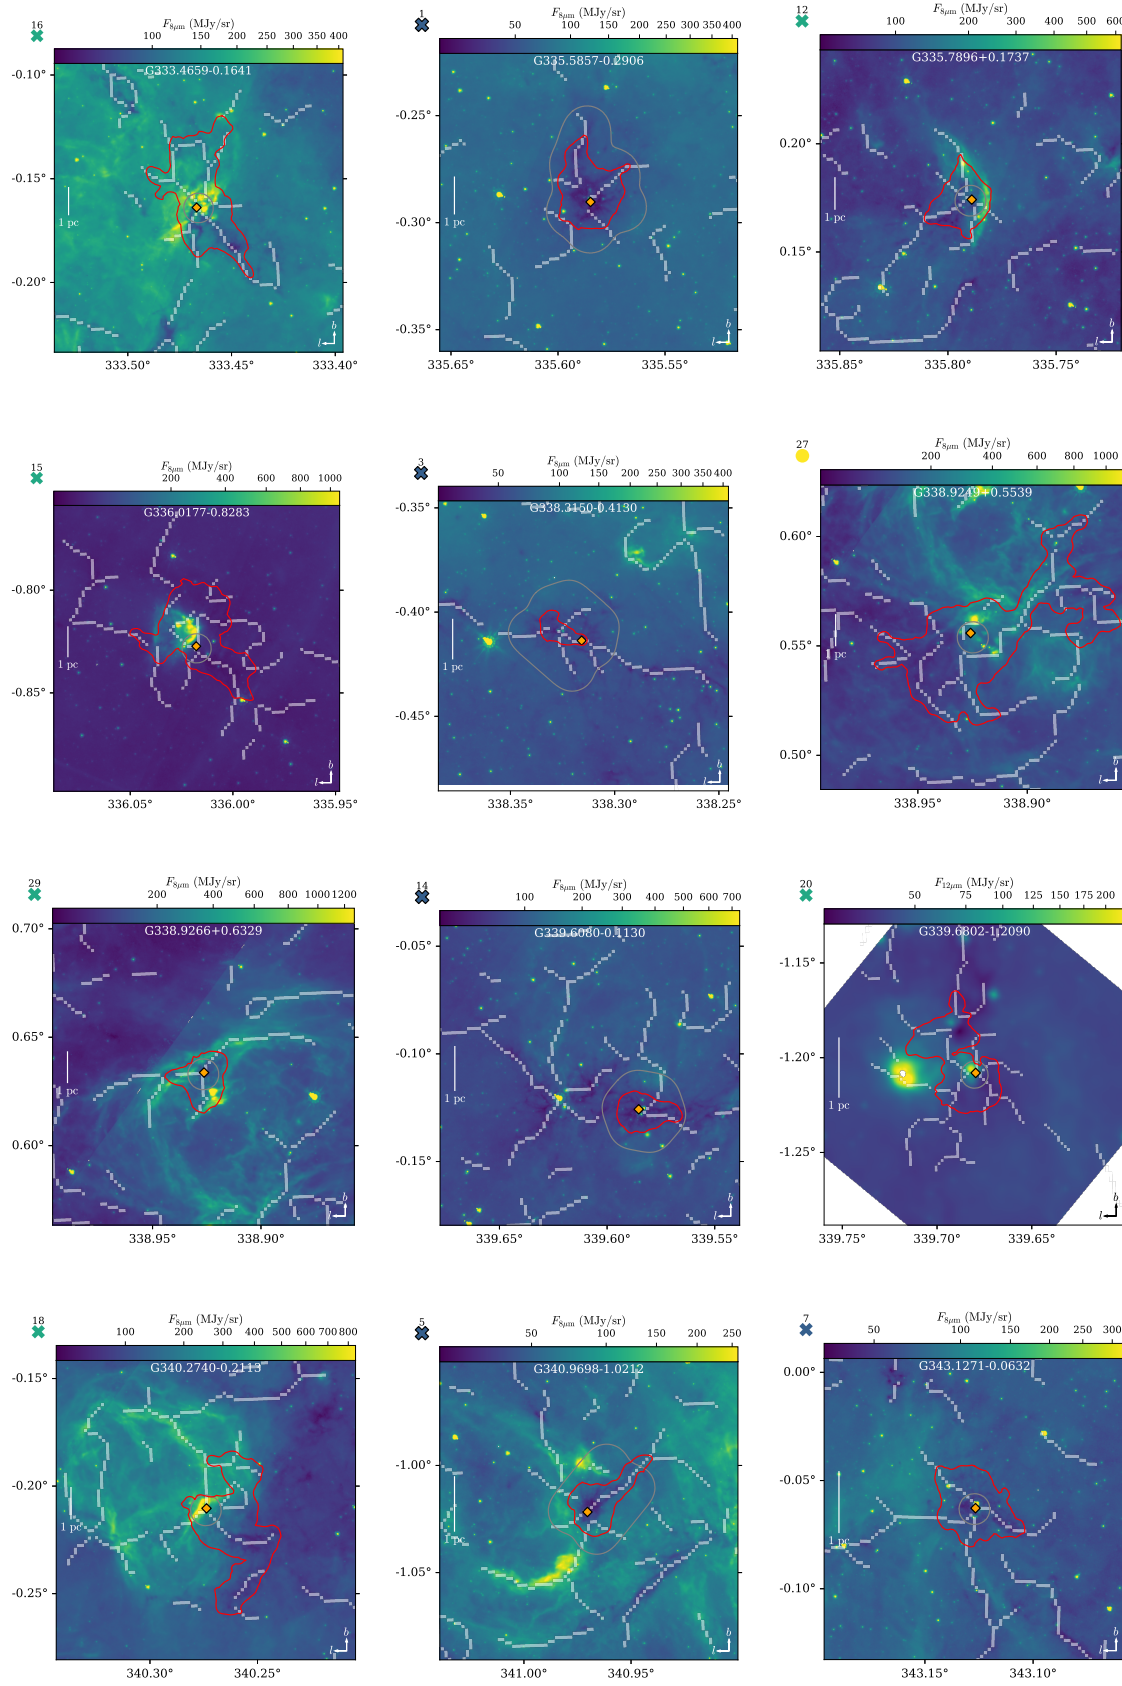 16
F8μm (MJy/sr)
100 150 200 250 300 350 400
G333.4659-0.1641
-0.10°
-0.15°
-0.20°
1 pc
b
l
333.50° 333.45° 333.40°
1
F8μm (MJy/sr)
50 100 150 200 250 300 350 400
G335.5857-0.2906
-0.25°
-0.30°
-0.35°
1 pc
b
l
335.65° 335.60° 335.55°
12
F8μm (MJy/sr)
100 200 300 400 500 600
G335.7896+0.1737
0.20°
0.15°
1 pc
b
l
335.85° 335.80° 335.75°
15
F8μm (MJy/sr)
200 400 600 800 1000
G336.0177-0.8283
-0.80°
-0.85°
1 pc
b
l
336.05° 336.00° 335.95°
3
F8μm (MJy/sr)
50 100 150 200 250 300 350 400
G338.3150-0.4130
-0.35°
-0.40°
-0.45°
1 pc
b
l
338.35° 338.30° 338.25°
27
F8μm (MJy/sr)
200 400 600 800 1000
G338.9249+0.5539
0.60°
0.55°
0.50°
1 pc
b
l
338.95° 338.90°
29
F8μm (MJy/sr)
200 400 600 800 1000 1200
G338.9266+0.6329
0.70°
0.65°
0.60°
1 pc
b
l
338.95° 338.90°
14
F8μm (MJy/sr)
100 200 300 400 500 600 700
G339.6080-0.1130
-0.05°
-0.10°
-0.15°
1 pc
b
l
339.65° 339.60° 339.55°
20
F12μm (MJy/sr)
50 75 100 125 150 175 200
G339.6802-1.2090
-1.15°
-1.20°
-1.25°
1 pc
b
l
339.75° 339.70° 339.65°
18
F8μm (MJy/sr)
100 200 300 400 500 600 700 800
G340.2740-0.2113
-0.15°
-0.20°
-0.25°
1 pc
b
l
340.30° 340.25°
5
F8μm (MJy/sr)
50 100 150 200 250
G340.9698-1.0212
-1.00°
-1.05°
1 pc
b
l
341.00° 340.95°
7
F8μm (MJy/sr)
50 100 150 200 250 300
G343.1271-0.0632
0.00°
-0.05°
-0.10°
1 pc
b
l
343.15° 343.10°